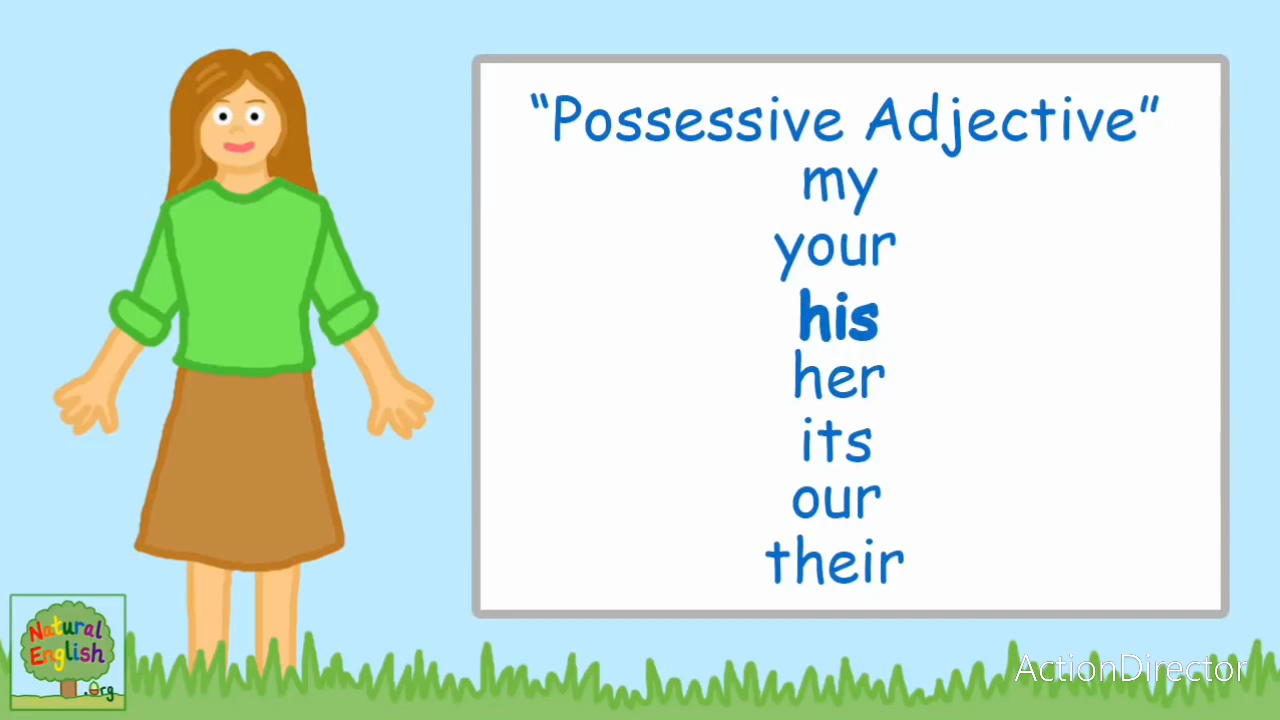 “Possessive Adjective”
my
your
his
her
its
our
their
Natural
English
.Org
ActionDirector